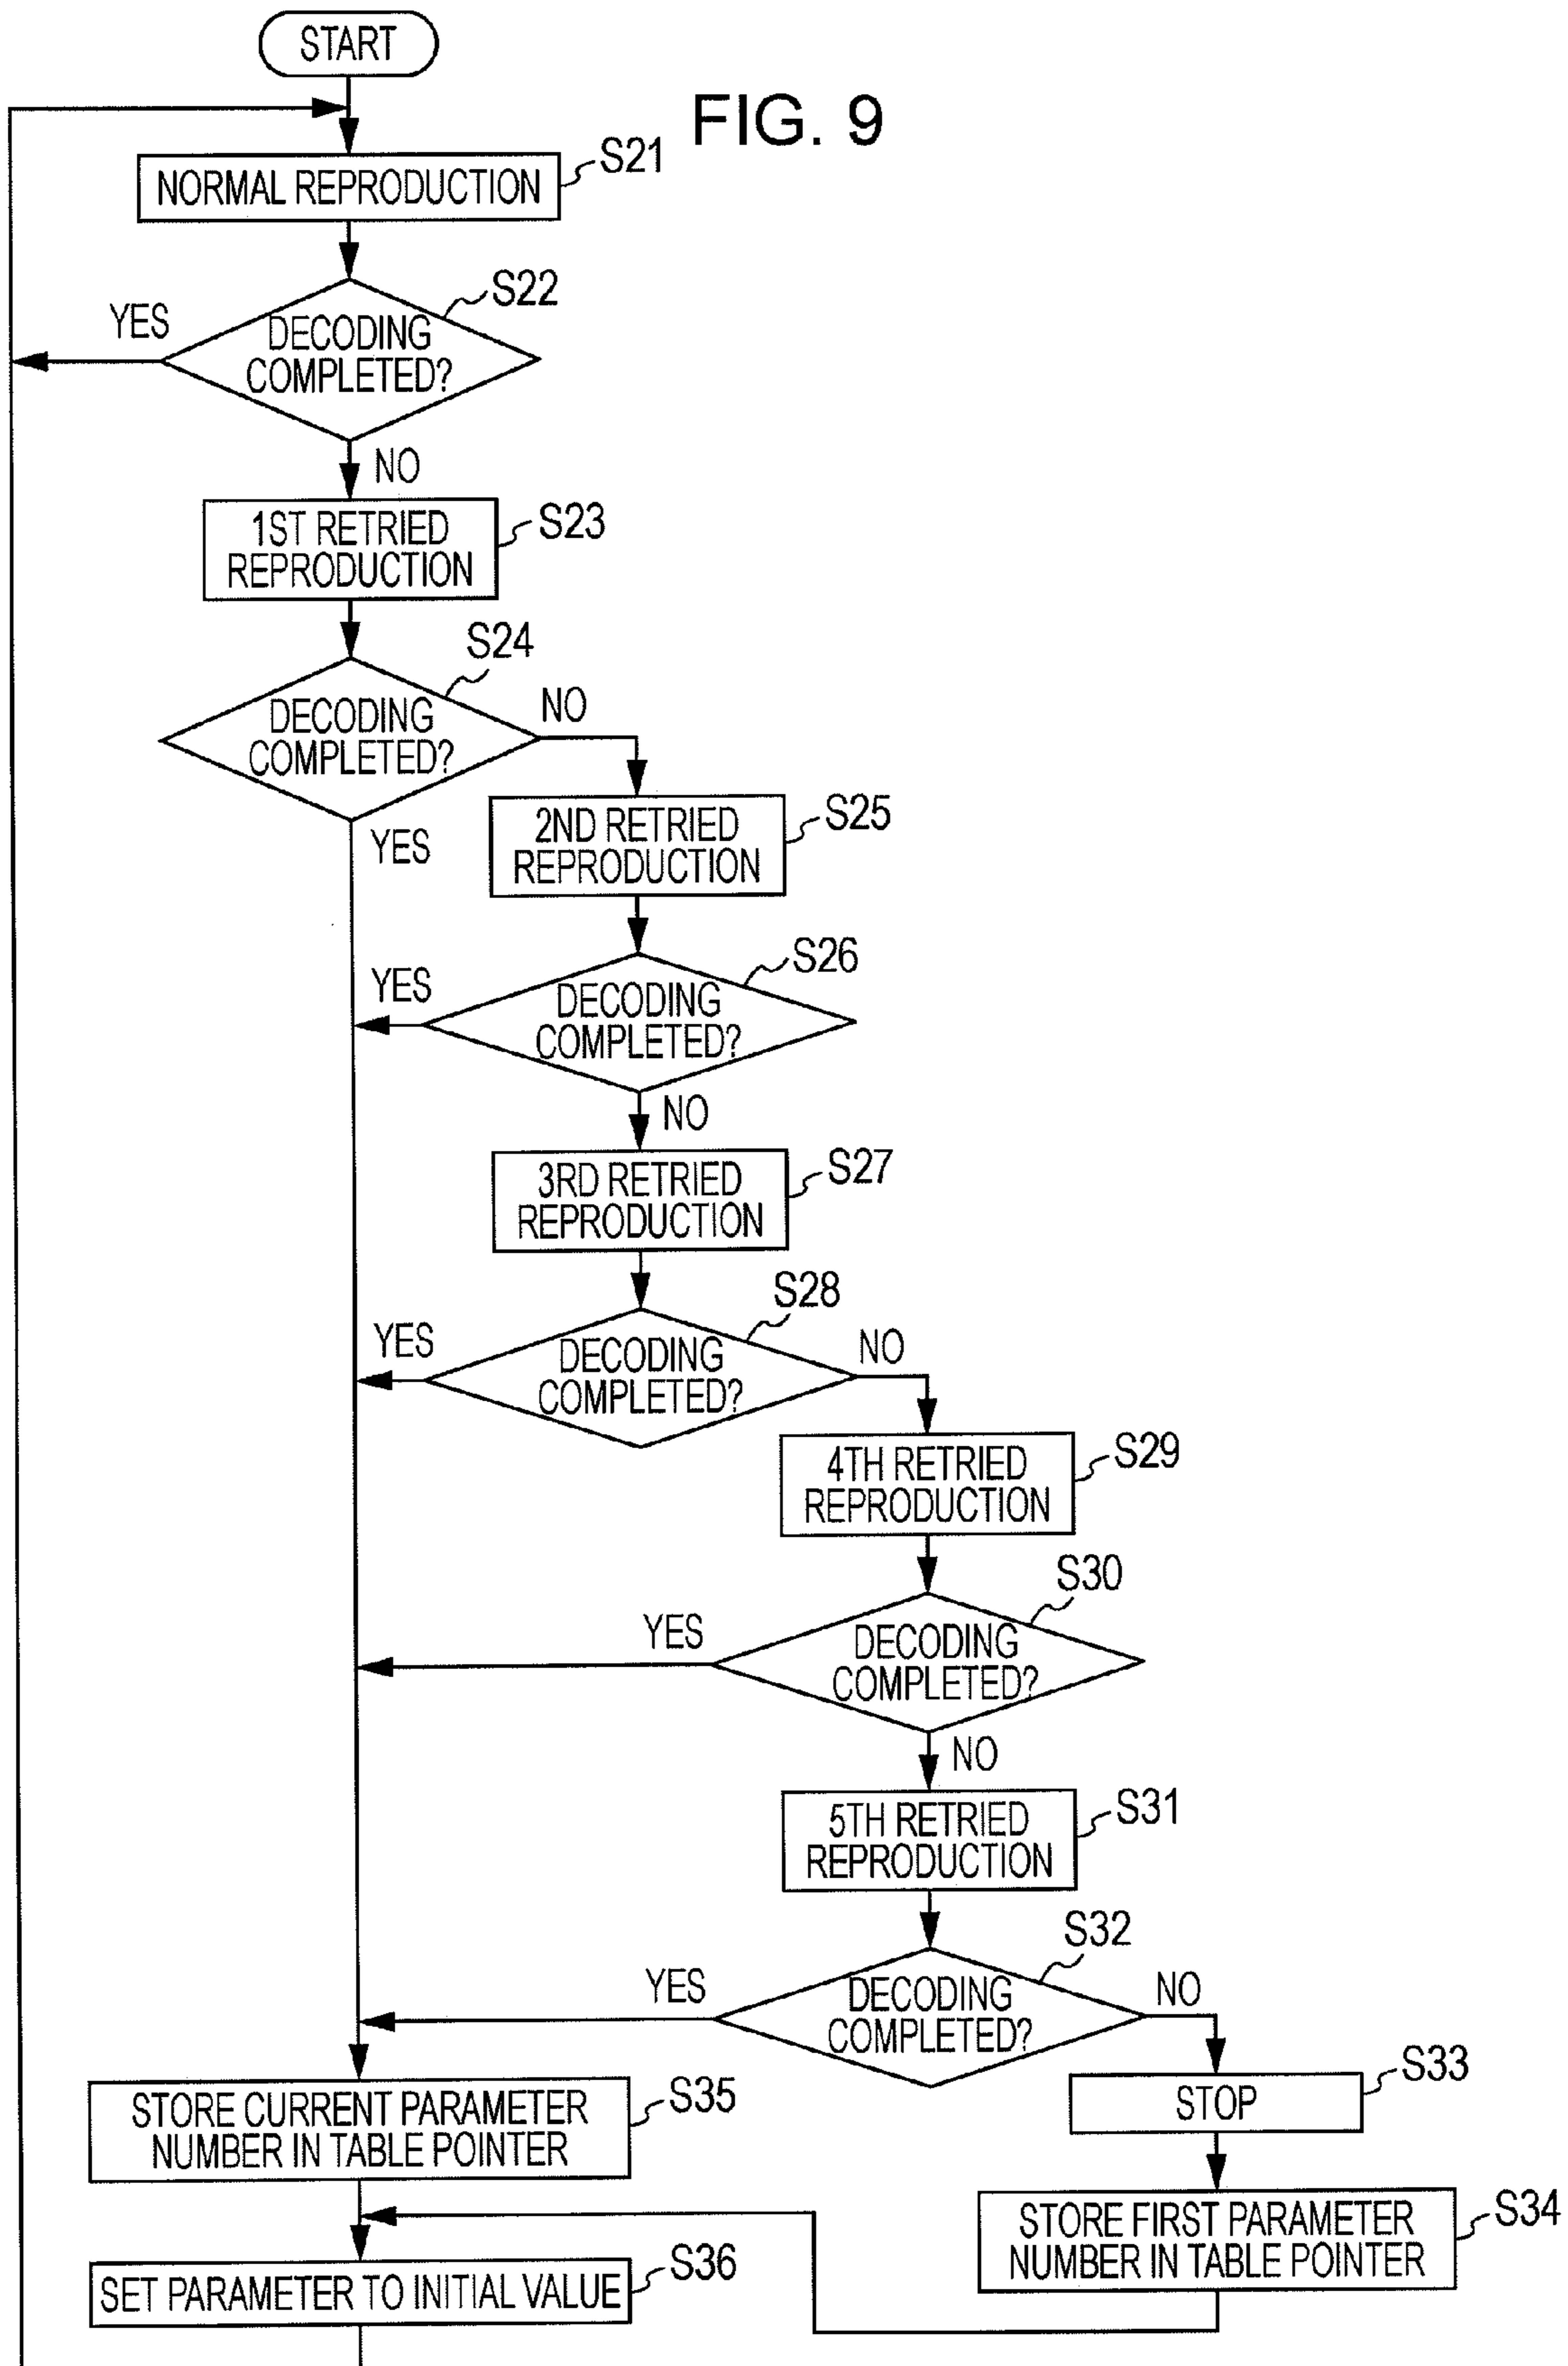 START
FIG. 9
NORMAL REPRODUCTION
S21
S22
YES
DECODING
COMPLETED?
NO
1ST RETRIED
REPRODUCTION
S23
S24
DECODING
COMPLETED?
NO
YES
2ND RETRIED
REPRODUCTION
S25
S26
YES
DECODING
COMPLETED?
NO
3RD RETRIED
REPRODUCTION
S27
S28
YES
DECODING
COMPLETED?
NO
4TH RETRIED
REPRODUCTION
S29
S30
YES
DECODING
COMPLETED?
NO
5TH RETRIED
REPRODUCTION
S31
S32
YES
DECODING
COMPLETED?
NO
STOP
S33
STORE CURRENT PARAMETER
NUMBER IN TABLE POINTER
S35
STORE FIRST PARAMETER
NUMBER IN TABLE POINTER
S34
SET PARAMETER TO INITIAL VALUE
S36